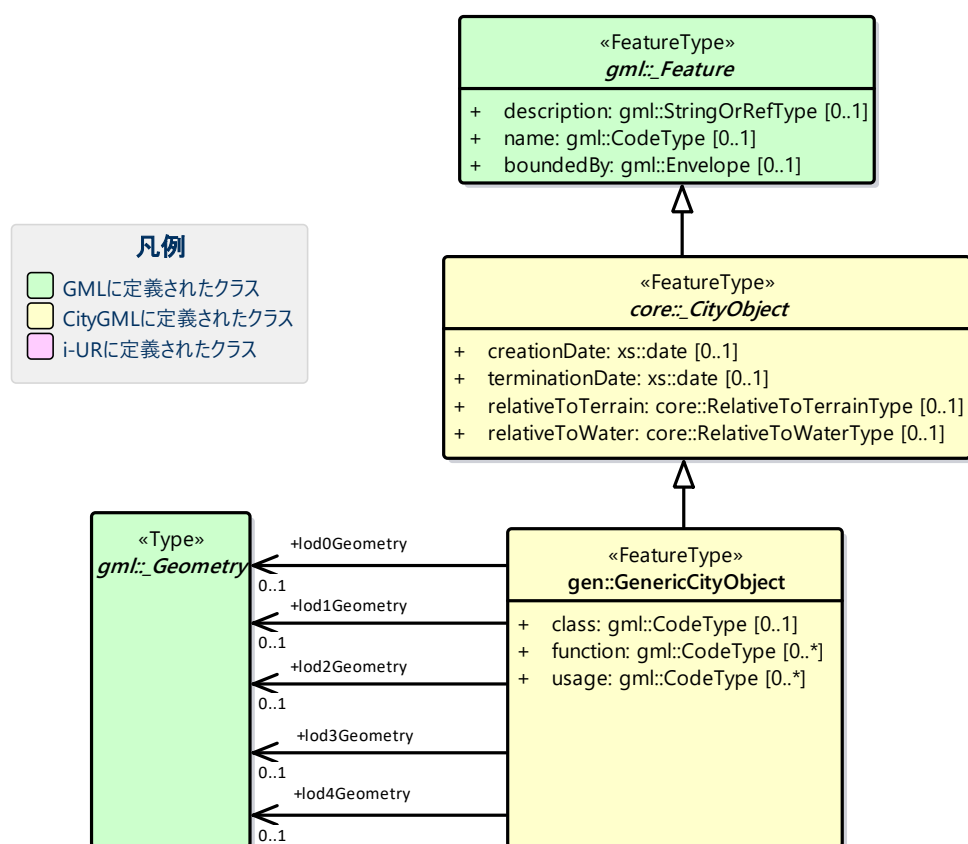 «FeatureType»
gml::_Feature
+ description: gml::StringOrRefType [0..1]
+ name: gml::CodeType [0..1]
+ boundedBy: gml::Envelope [0..1]
凡例
GMLに定義されたクラス
CityGMLに定義されたクラス
i-URに定義されたクラス
«FeatureType»
core::_CityObject
+ creationDate: xs::date [0..1]
+ terminationDate: xs::date [0..1]
+ relativeToTerrain: core::RelativeToTerrainType [0..1]
+ relativeToWater: core::RelativeToWaterType [0..1]
«Type»
gml::_Geometry
+lod0Geometry
0..1
+lod1Geometry
0..1
+lod2Geometry
0..1
+lod3Geometry
0..1
+lod4Geometry
0..1
«FeatureType»
gen::GenericCityObject
+ class: gml::CodeType [0..1]
+ function: gml::CodeType [0..*]
+ usage: gml::CodeType [0..*]